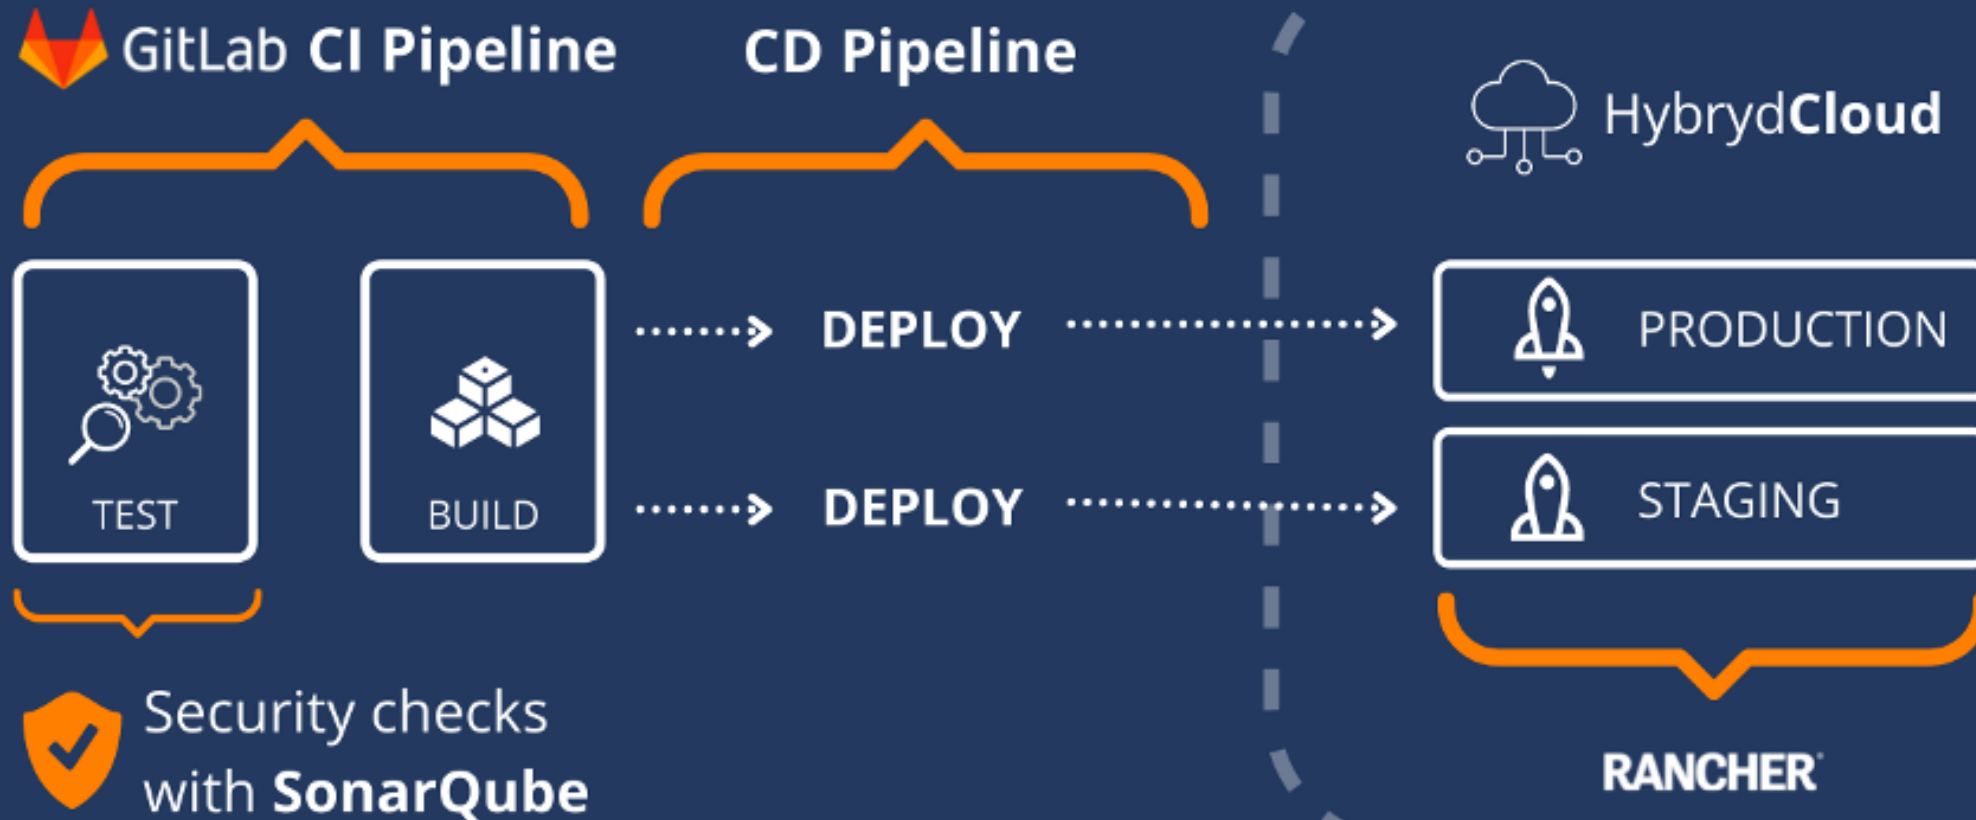 GitLab CI Pipeline
CD Pipeline
HybrydCloud
TEST
BUILD
DEPLOY
DEPLOY
PRODUCTION
STAGING
Security checks
with SonarQube
RANCHER